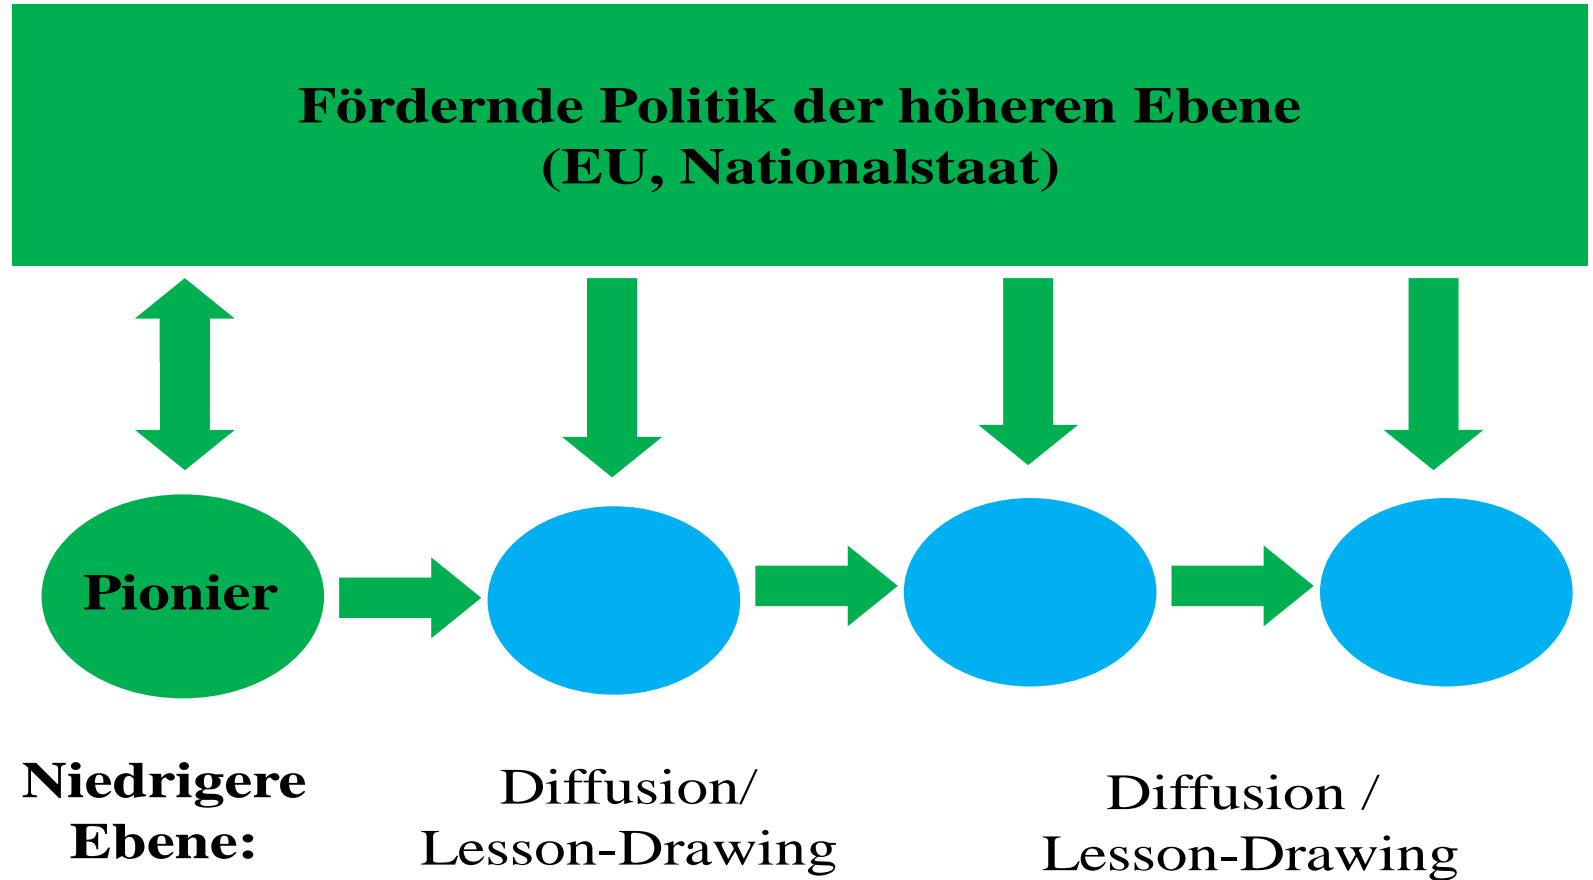 Fördernde Politik der höheren Ebene
(EU, Nationalstaat)
Pionier
Niedrigere
Ebene:
Diffusion/
Lesson-Drawing
Diffusion /
Lesson-Drawing